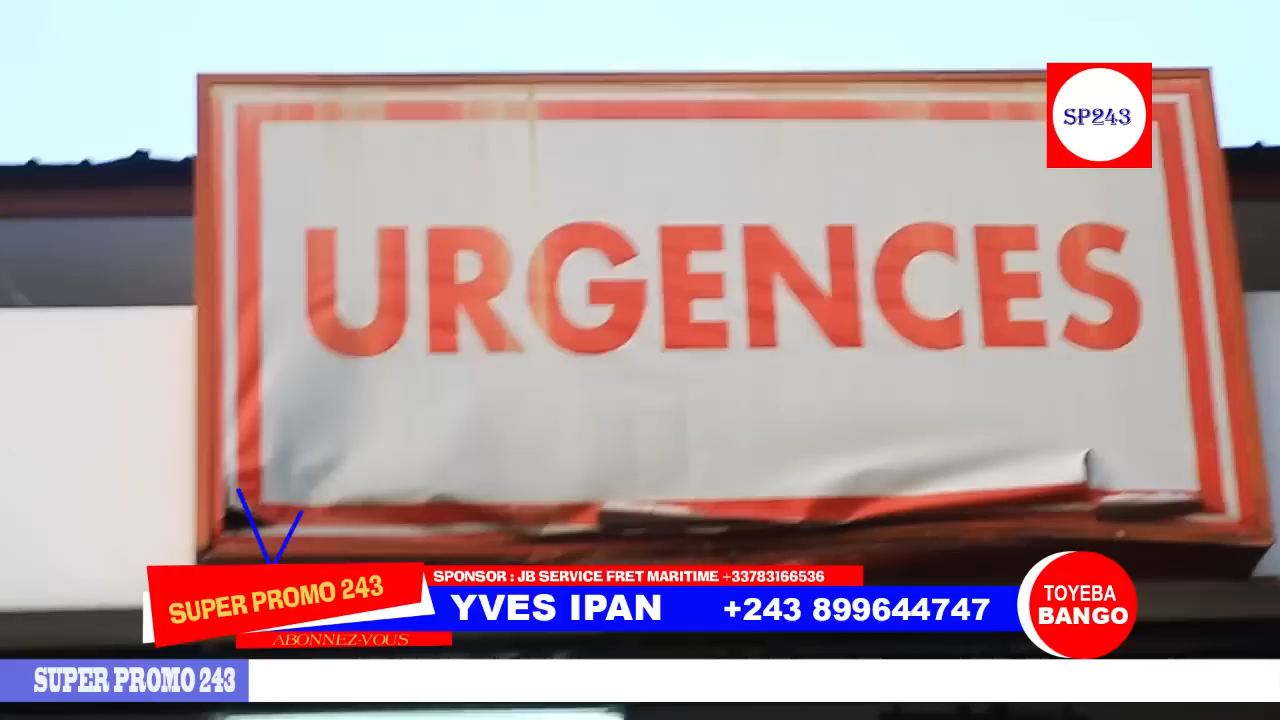 SP243
URGENCES
SPONSOR : JB SERVICE FRET MARITIME +33783166536
SUPER PROMO 243
YVES IPAN +243 899644747
TOYEBA
BANGO
ABONNEZ-VOUS
SUPER PROMO 243